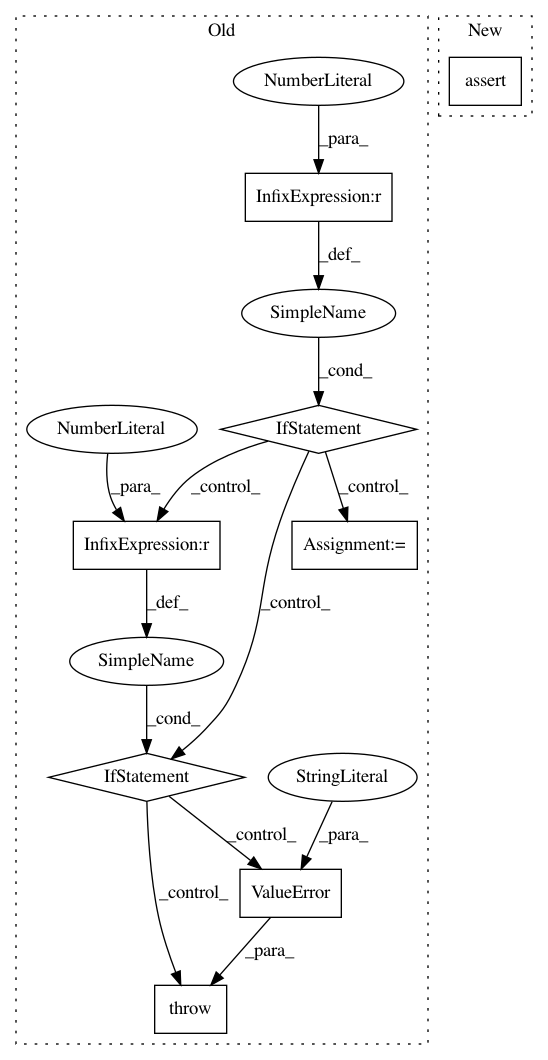 Old
New
NumberLiteral
assert
_para_
InfixExpression:r
_def_
SimpleName
_cond_
NumberLiteral
IfStatement
_para_
_control_
_control_
InfixExpression:r
Assignment:=
_def_
_control_
SimpleName
_cond_
IfStatement
StringLiteral
_control_
_para_
_control_
ValueError
_para_
throw